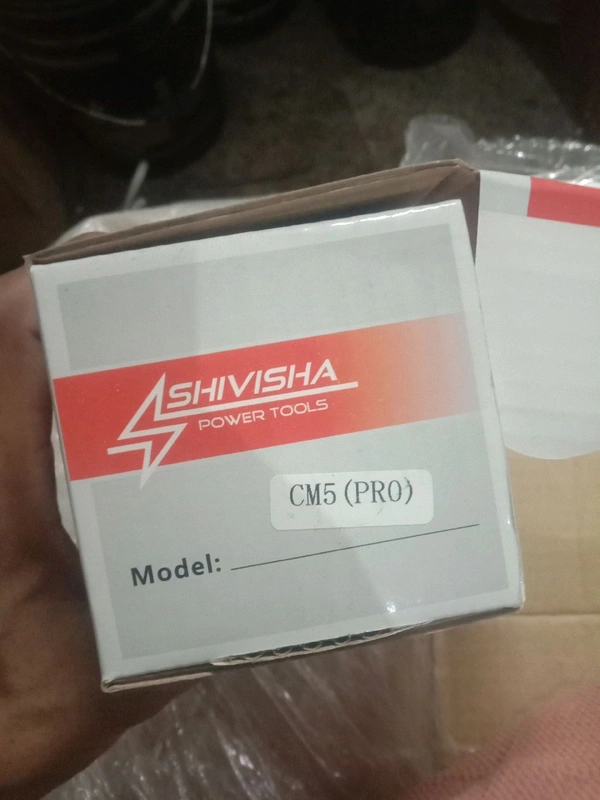 SHIVISHA
POWER TOOLS
CM5(PRO)
Model: